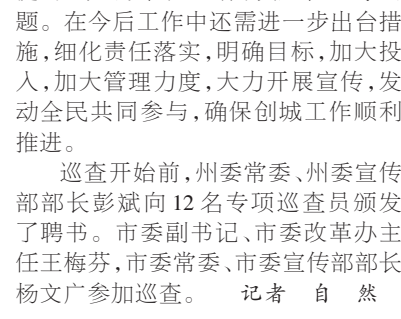 题。在今后工作中还需进一步出台措
施,细化责任落实,明确目标,加大投
入,加大管理力度,大力开展宣传,发
动全民共同参与,确保创城工作顺利
推进。
巡查开始前,州委常委、州委宣传
部部长彭斌向 12 名专项巡查员颁发
了聘书。市委副书记、市委改革办主
任王梅芬,市委常委、市委宣传部部长
杨文广参加巡查。 记者 自 然